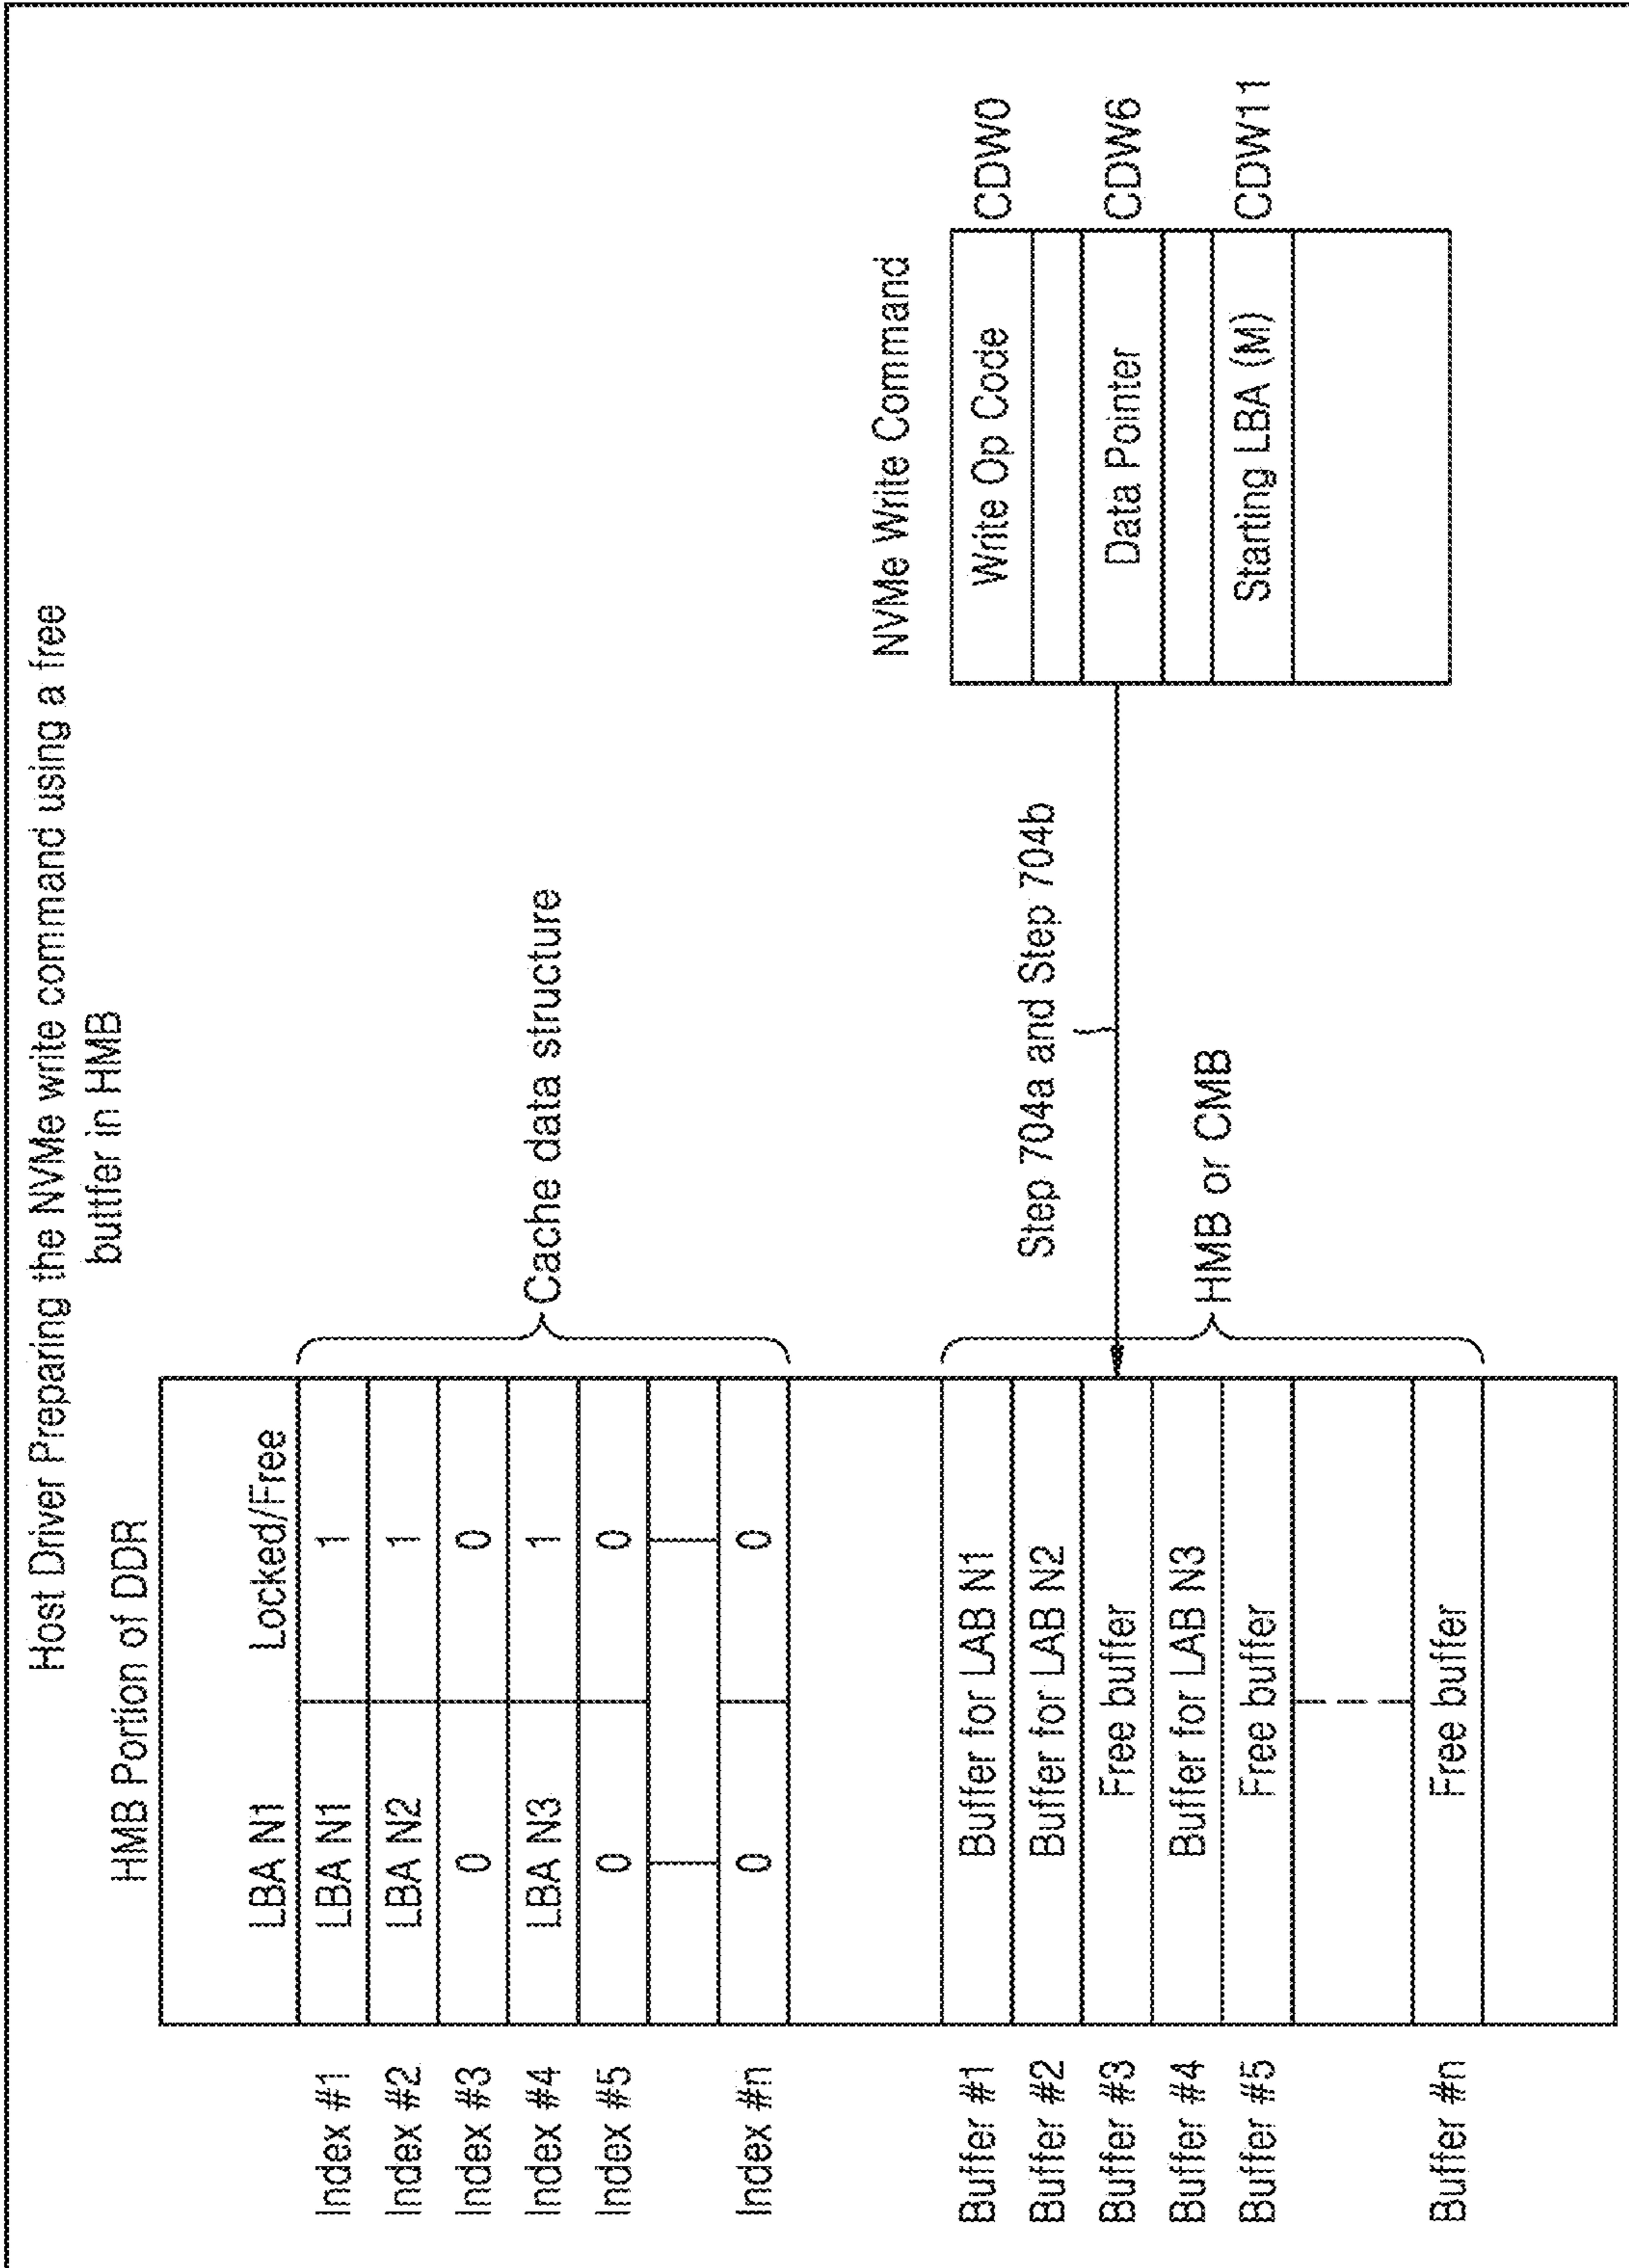 Host Driver Preparing the NVMe write command using a free
buffer in HMB
HMB Portion of DDR
LBA N1 Locked/Free
Index #1 LBA N1 1
Index #2 LBA N2 1
Index #3 0 0
Index #4 LBA N3 1
Index #5 0 0
Index #n 0 0
Cache data structure
NVMe Write Command
Write Op Code CDW0
Data Pointer CDW6
Starting LBA (M) CDW11
Step 704a and Step 704b
HMB or CMB
Buffer #1 Buffer for LAB N1
Buffer #2 Buffer for LAB N2
Buffer #3 Free buffer
Buffer #4 Buffer for LAB N3
Buffer #5 Free buffer
Buffer #n Free buffer